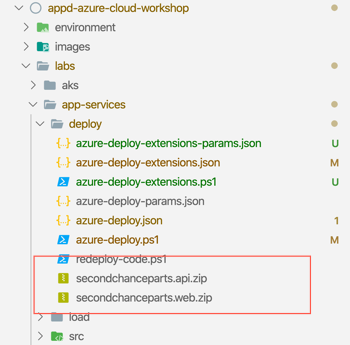 appd-azure-cloud-workshop
environment
images
labs
aks
app-services
deploy
azure-deploy-extensions-params.json U
azure-deploy-extensions.json M
azure-deploy-extensions.ps1 U
azure-deploy-params.json
azure-deploy.json 1
azure-deploy.ps1 M
redeploy-code.ps1
secondchanceparts.api.zip
secondchanceparts.web.zip
load
src